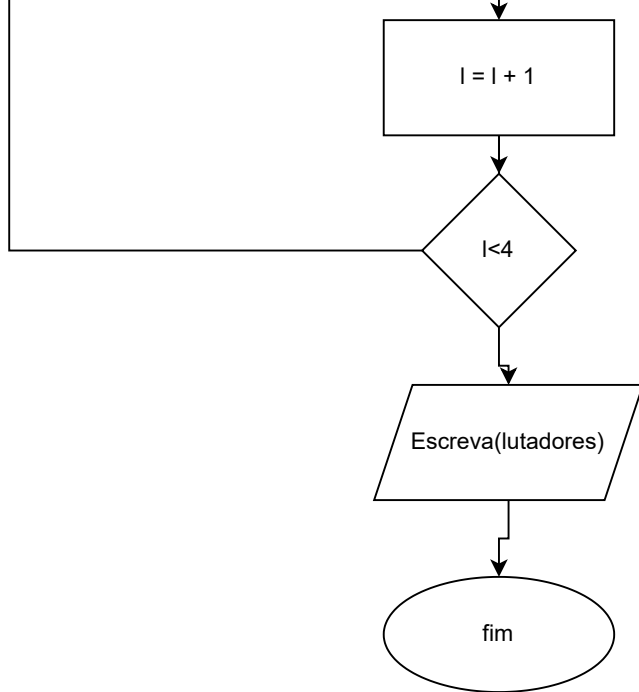 I = I + 1
I<4
Escreva(lutadores)
fim